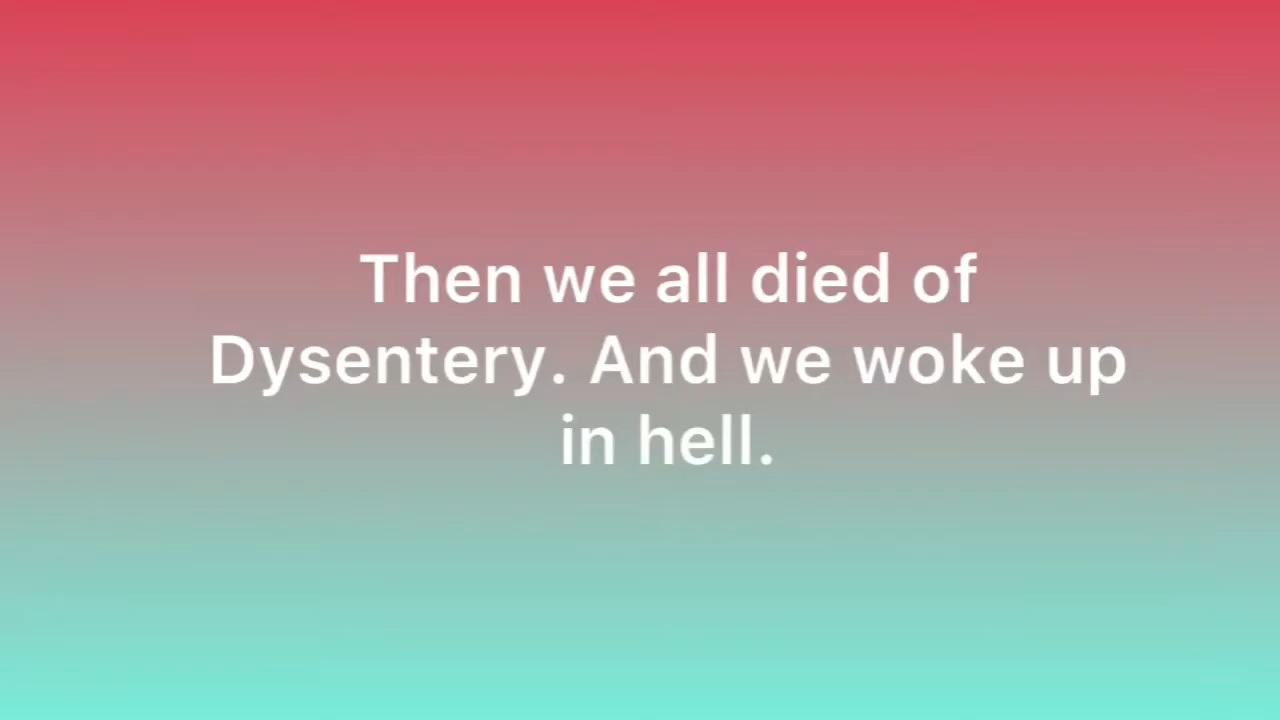 Then we all died of
Dysentery. And we woke up
in hell.